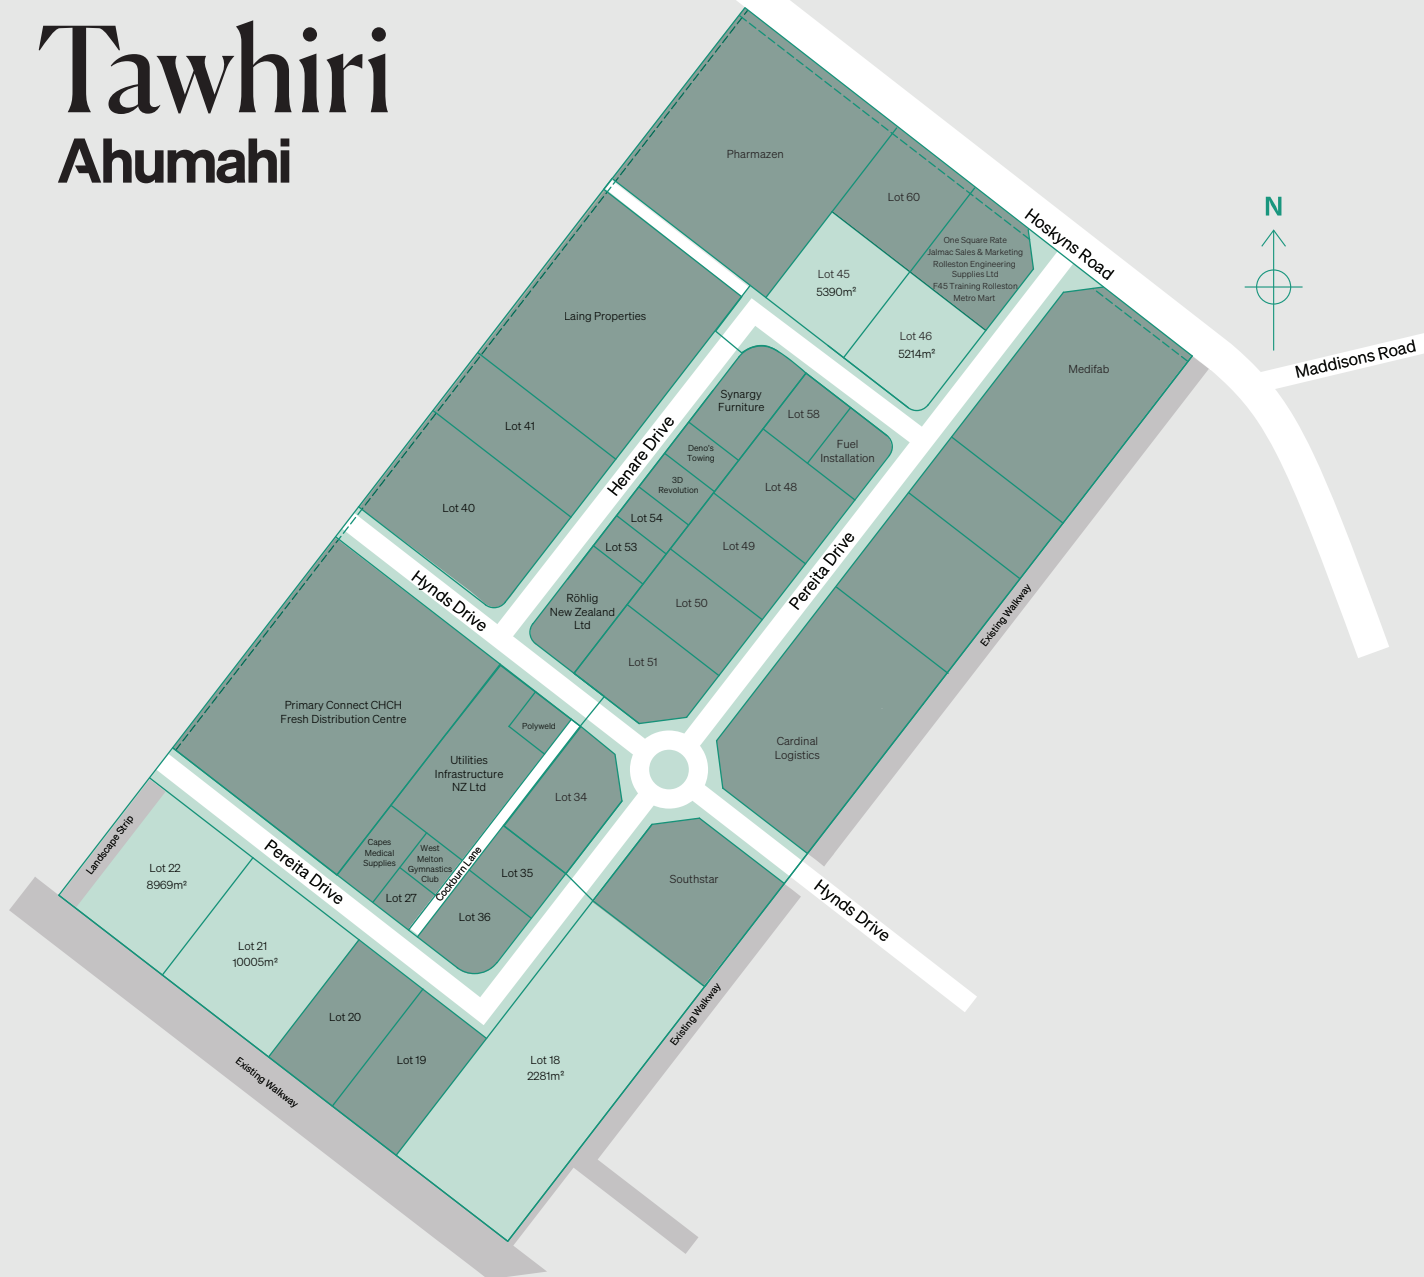 Tawhiri
Ahumahi
N
Hoskyns Road
Maddisons Road
Pharmazen
Lot 60
One Square Rate
Jalmac Sales & Marketing
Rolleston Engineering
Supplies Ltd
F45 Training Rolleston
Metro Mart
Lot 45
5390m²
Lot 46
5214m²
Laing Properties
Medifab
Synargy
Furniture
Lot 58
Fuel
Installation
Lot 41
Henare Drive
Deno's
Towing
3D
Revolution
Lot 48
Lot 40
Lot 54
Lot 53
Lot 49
Pereita Drive
Hynds Drive
Röhlig
New Zealand
Ltd
Lot 50
Existing Walkway
Lot 51
Primary Connect CHCH
Fresh Distribution Centre
Polyweld
Cardinal
Logistics
Utilities
Infrastructure
NZ Ltd
Lot 34
Landscape Strip
Pereita Drive
Capes
Medical
Supplies
West
Melton
Gymnastics
Club
Cockburn Lane
Lot 35
Lot 22
8969m²
Lot 27
Lot 36
Southstar
Hynds Drive
Lot 21
10005m²
Lot 20
Lot 19
Existing Walkway
Lot 18
2281m²
Existing Walkway